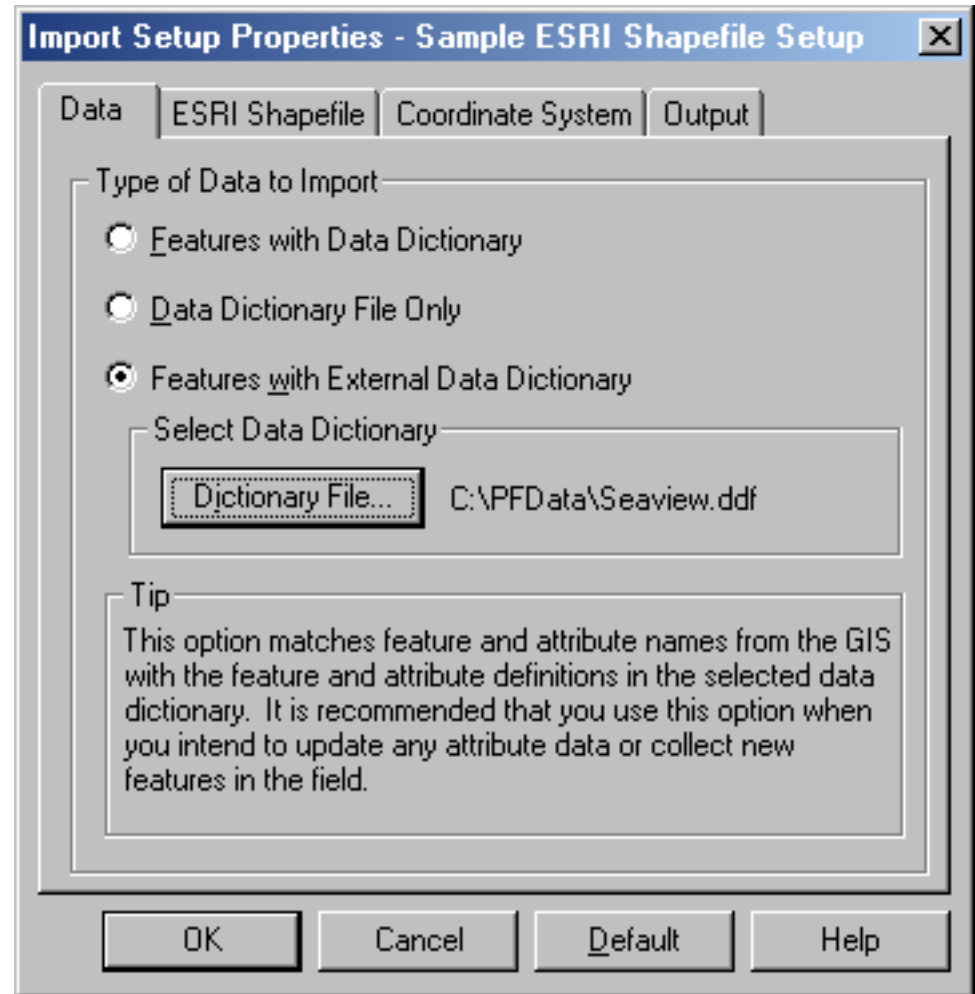 Import Setup Properties - Sample ESRI Shapefile Setup
Data
ESRI Shapefile
Coordinate System
Output
Type of Data to Import
Features with Data Dictionary
Data Dictionary File Only
Features with External Data Dictionary
Select Data Dictionary
Dictionary File...
C:\PFData\Seaview.ddf
Tip
This option matches feature and attribute names from the GIS
with the feature and attribute definitions in the selected data
dictionary.  It is recommended that you use this option when
you intend to update any attribute data or collect new
features in the field.
OK
Cancel
Default
Help